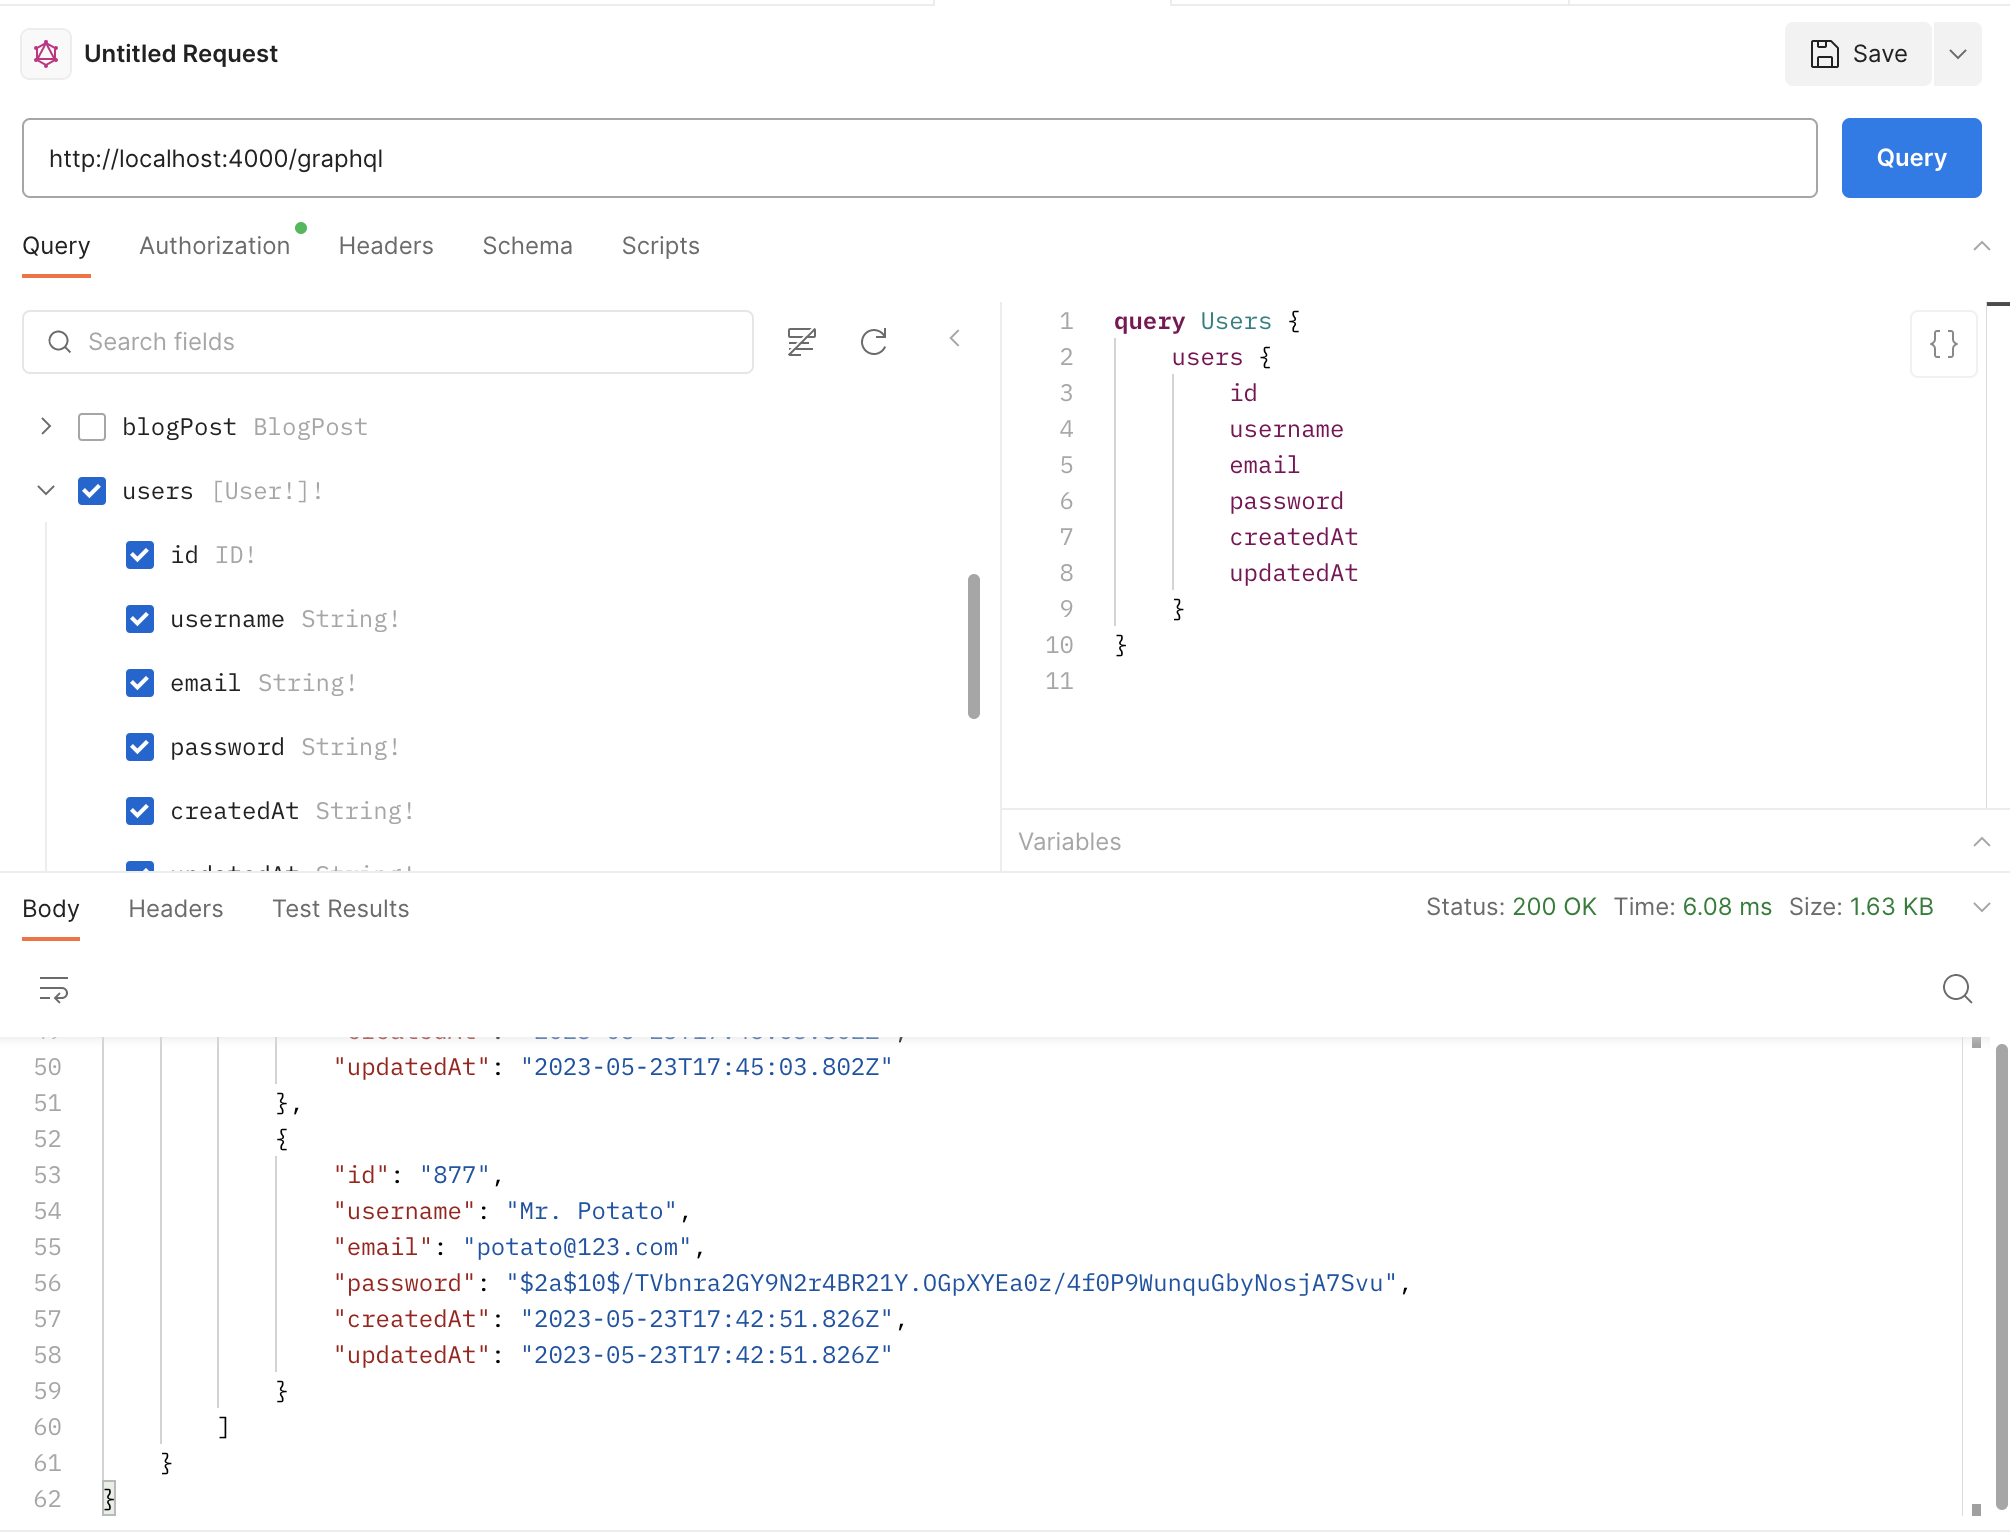 Untitled Request
Save
http://localhost:4000/graphql
Query
Query Authorization Headers Schema Scripts
Search fields
blogPost BlogPost
users [User!]!
id ID!
username String!
email String!
password String!
createdAt String!
updatedAt String!
1 query Users {
2 users {
3 id
4 username
5 email
6 password
7 createdAt
8 updatedAt
9 }
10 }
11
{}
Variables
Body Headers Test Results
Status: 200 OK Time: 6.08 ms Size: 1.63 KB
50 "updatedAt": "2023-05-23T17:45:03.802Z"
51 },
52 {
53 "id": "877",
54 "username": "Mr. Potato",
55 "email": "potato@123.com",
56 "password": "$2a$10$/TVbnra2GY9N2r4BR21Y.OGpXYEa0z/4f0P9WunquGbyNosjA7Svu",
57 "createdAt": "2023-05-23T17:42:51.826Z",
58 "updatedAt": "2023-05-23T17:42:51.826Z"
59 }
60 ]
61 }
62 }